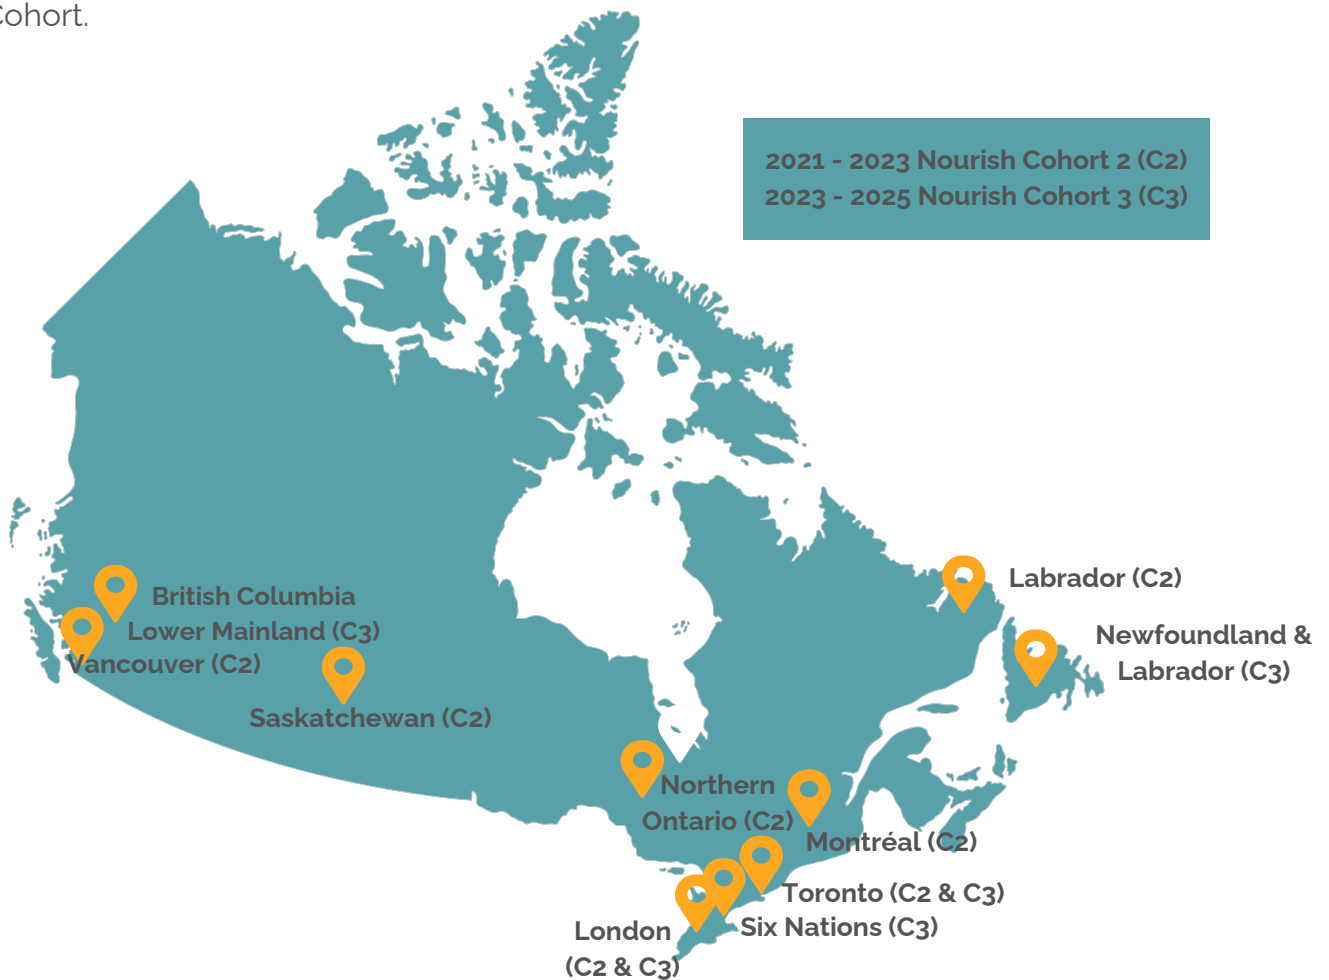 Cohort.
2021 - 2023 Nourish Cohort 2 (C2)
2023 - 2025 Nourish Cohort 3 (C3)
Labrador (C2)
British Columbia
Lower Mainland (C3)
Newfoundland &
Labrador (C3)
Vancouver (C2)
Saskatchewan (C2)
Northern
Ontario (C2)
Montréal (C2)
Toronto (C2 & C3)
Six Nations (C3)
London
(C2 & C3)